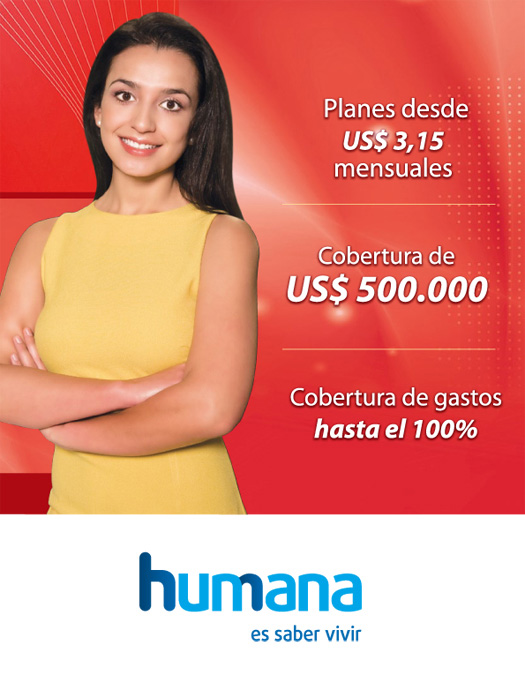 Planes desde
US$ 3,15
mensuales
Cobertura de
US$ 500.000
Cobertura de gastos
hasta el 100%
humana
es saber vivir